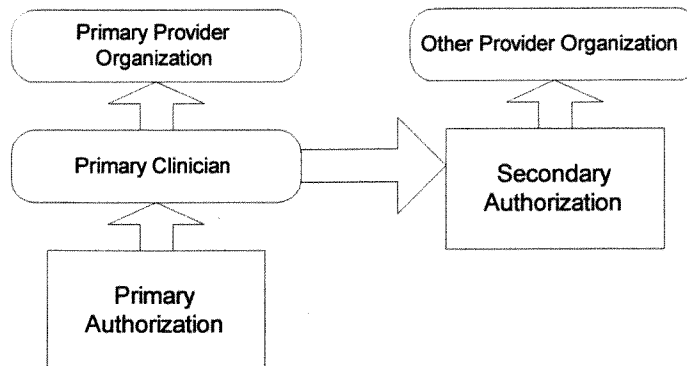 Primary Provider
Organization
Other Provider Organization
Primary Clinician
Secondary
Authorization
Primary
Authorization